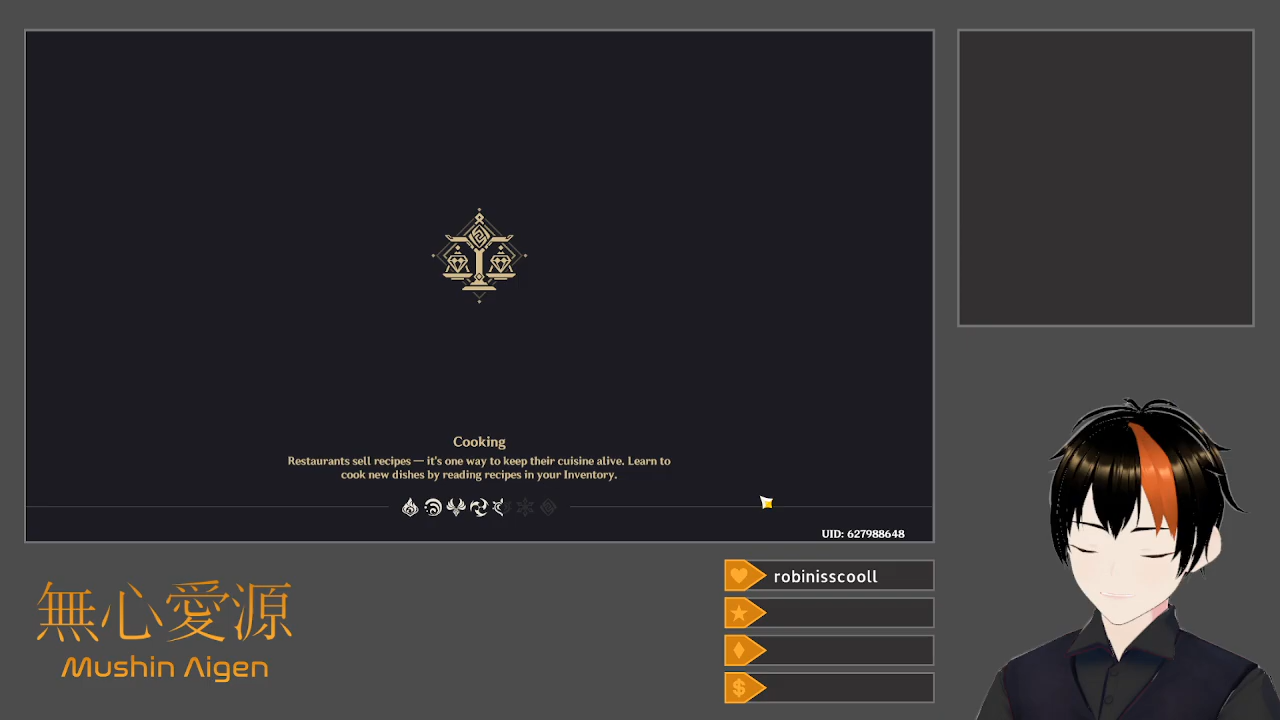 Cooking
Restaurants sell recipes — it's one way to keep their cuisine alive. Learn to
cook new dishes by reading recipes in your Inventory.
UID: 627988648
無心愛源
Mushin Aigen
robinisscooll